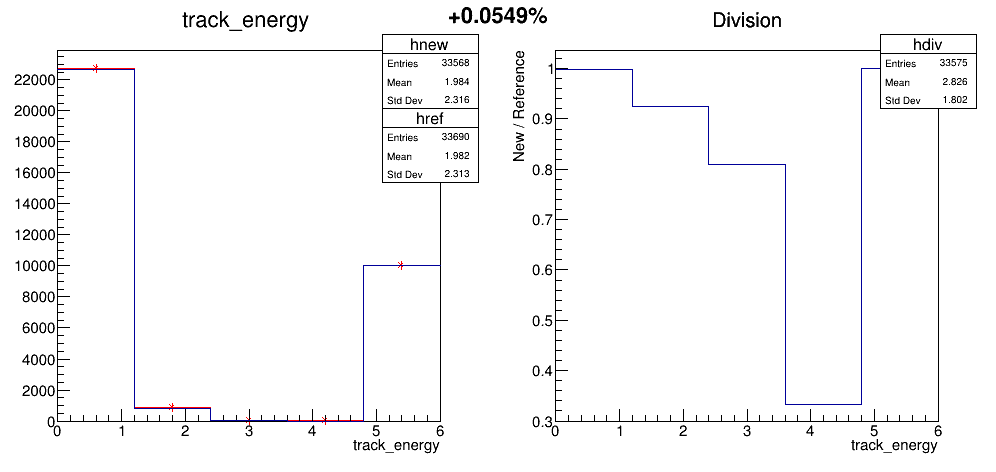 track_energy
+0.0549%
Division
hnew
Entries 33568
Mean 1.984
Std Dev 2.316
href
Entries 33690
Mean 1.982
Std Dev 2.313
22000
20000
18000
16000
14000
12000
10000
8000
6000
4000
2000
0
0 1 2 3 4 5 6
track_energy
hdiv
Entries 33575
Mean 2.826
Std Dev 1.802
New / Reference
1
0.9
0.8
0.7
0.6
0.5
0.4
0.3
0 1 2 3 4 5 6
track_energy